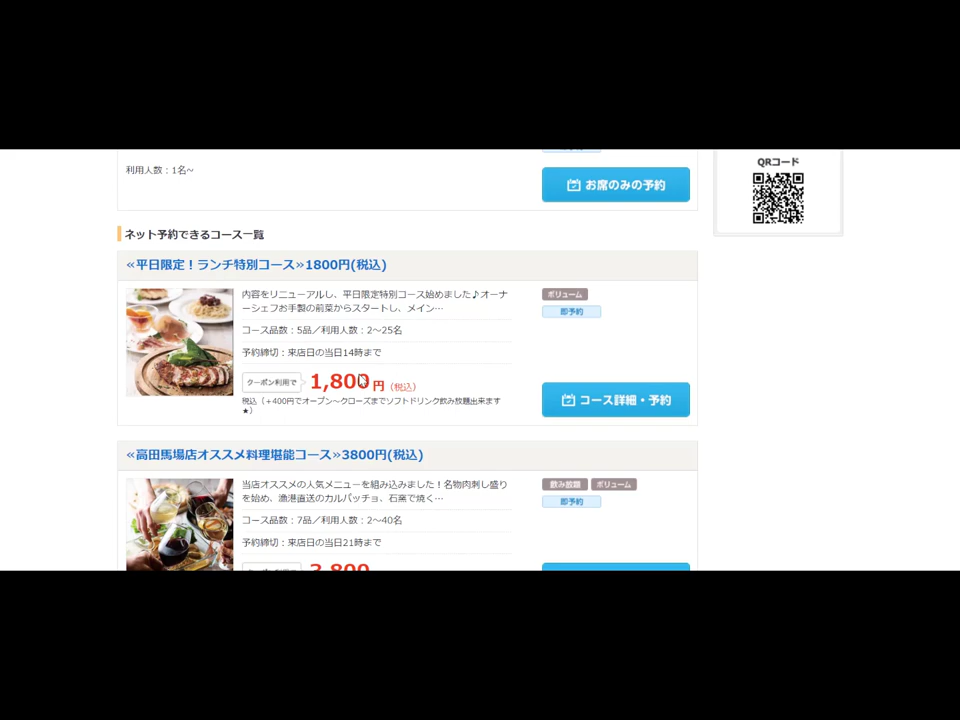 利用人数：1名~
お席のみの予約
QRコード
ネット予約できるコース一覧
≪平日限定！ランチ特別コース≫1800円(税込)
内容をリニューアルし、平日限定特別コース始めました♪オーナ
ーシェフお手製の前菜からスタートし、メイン…
コース品数：5品／利用人数：2～25名
予約締切：来店日の当日14時まで
クーポン利用で 1,800円（税込）
税込（＋400円でオープン～クローズまでソフトドリンク飲み放題出来ます
★）
ボリューム
即予約
コース詳細・予約
≪高田馬場店オススメ料理堪能コース≫3800円(税込)
当店オススメの人気メニューを組み込みました！名物肉刺し盛り
を始め、漁港直送のカルパッチョ、石窯で焼く…
コース品数：7品／利用人数：2～40名
予約締切：来店日の当日21時まで
3,800
飲み放題 ボリューム
即予約